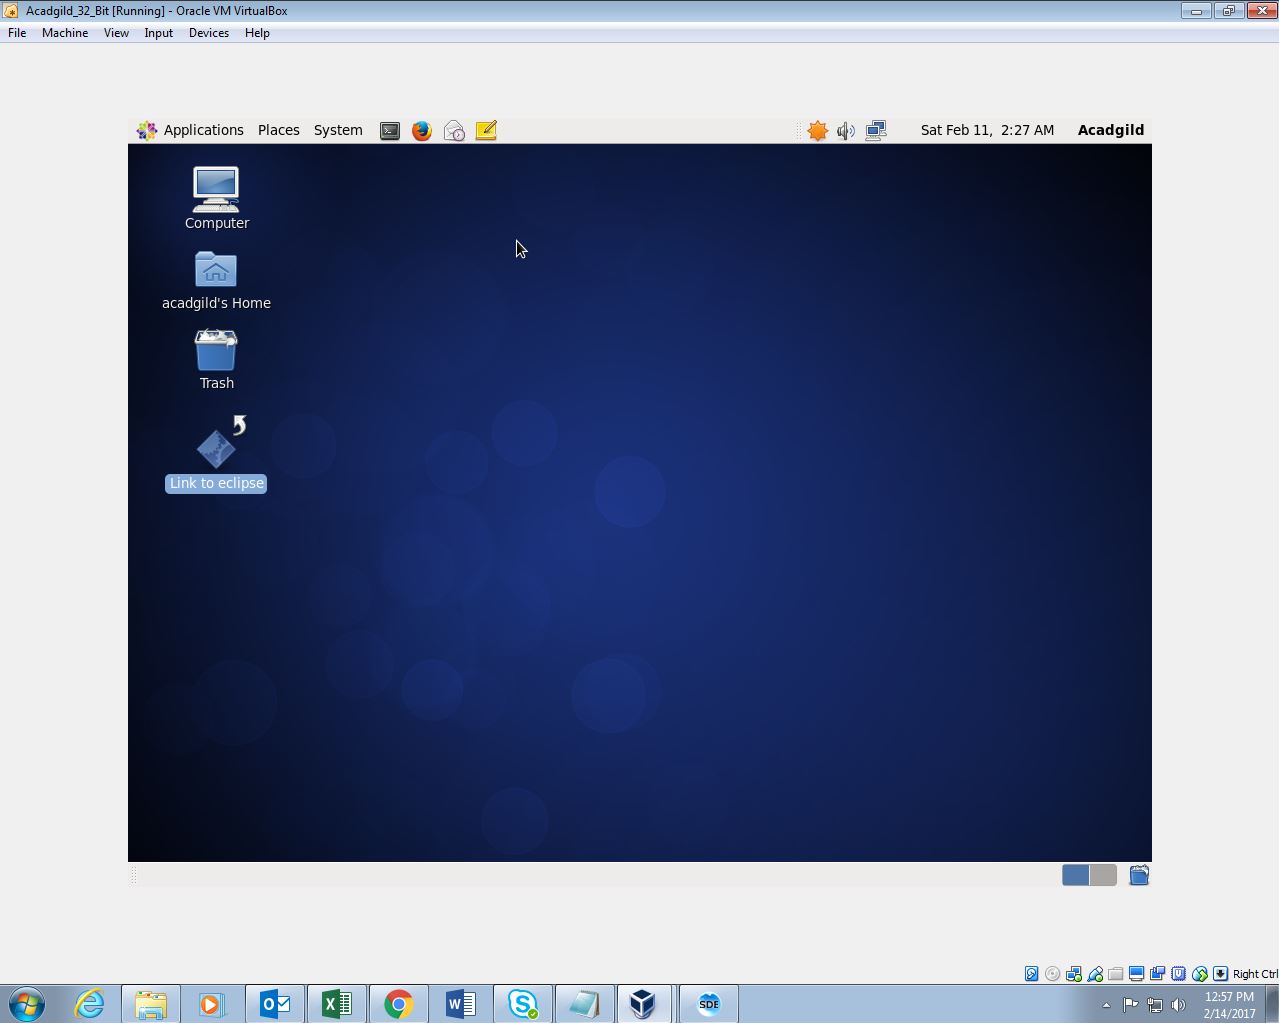 Acadgild_32_Bit [Running] - Oracle VM VirtualBox
File Machine View Input Devices Help
Applications Places System Sat Feb 11, 2:27 AM Acadgild
Computer
acadgild's Home
Trash
Link to eclipse
Right Ctrl
SDE
12:57 PM
2/14/2017